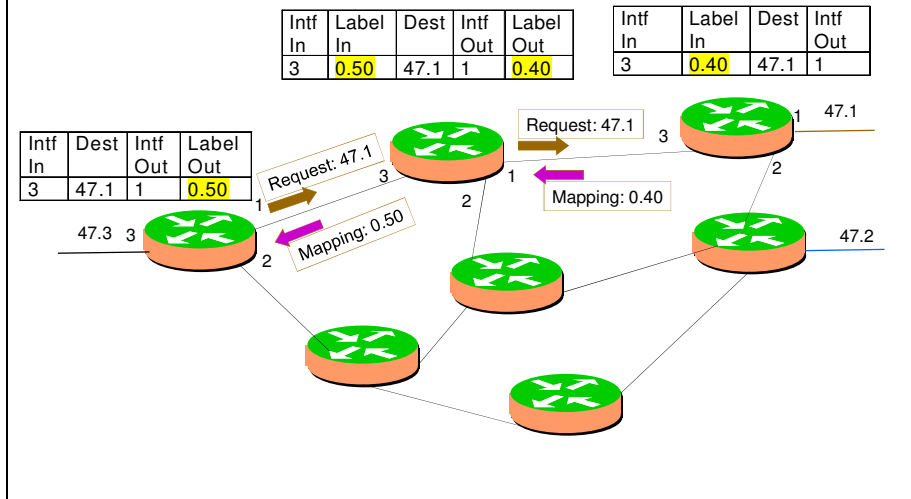 Intf In Label In Dest Intf Out Label Out
3 0.50 47.1 1 0.40
Intf In Label In Dest Intf Out
3 0.40 47.1 1
Intf In Dest Intf Out Label Out
3 47.1 1 0.50
Request: 47.1
Mapping: 0.50
Request: 47.1
Mapping: 0.40
47.1
1
3
2
3
1
2
1
47.3 3
2
47.2